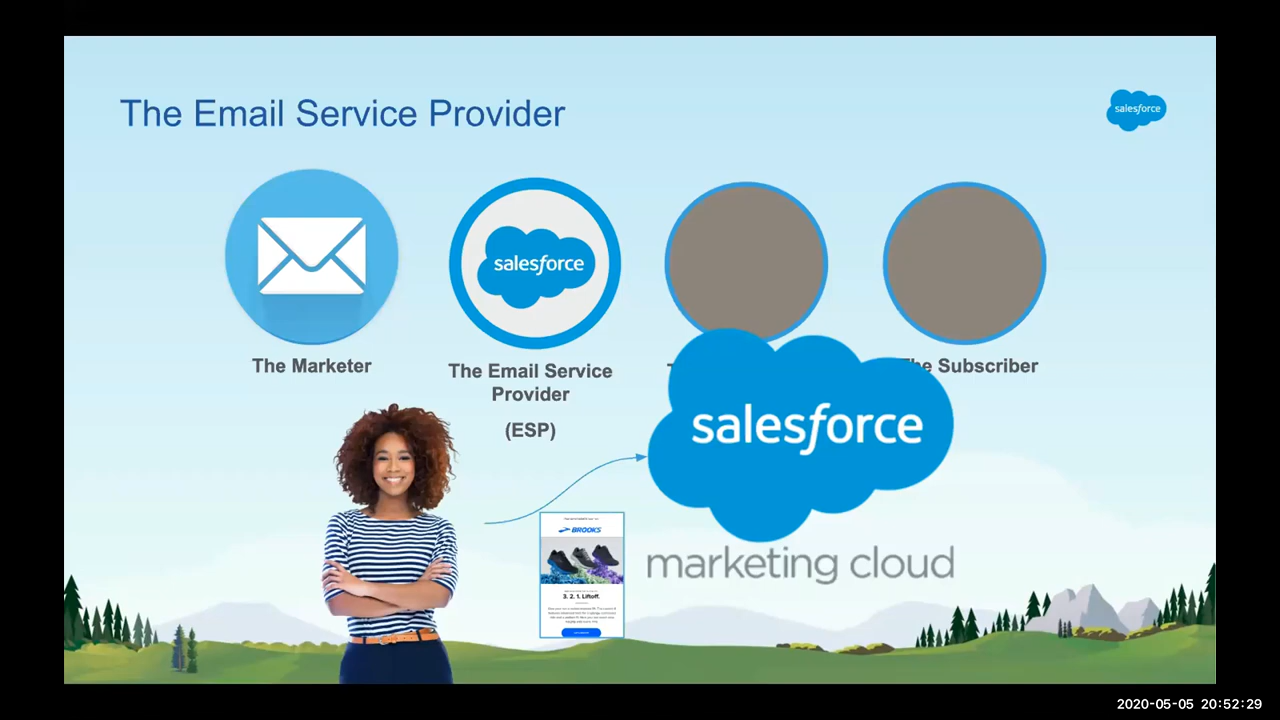 The Email Service Provider
salesforce
salesforce
The Marketer
The Email Service
Provider
(ESP)
The Subscriber
salesforce
marketing cloud
BROOKS
3. 2. 1. Liftoff.
2020-05-05 20:52:29